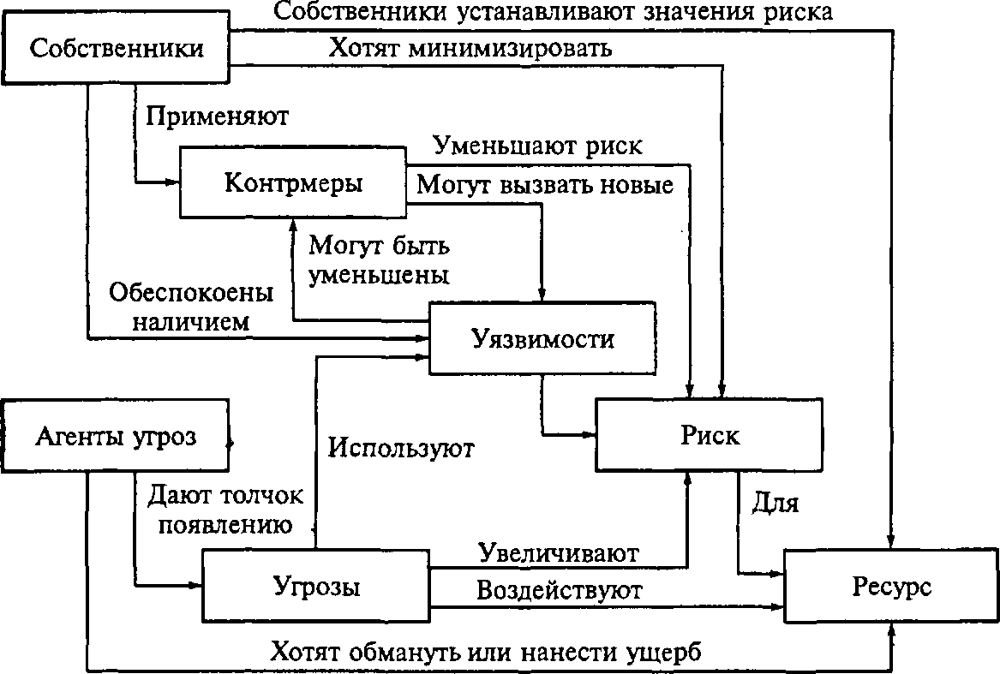 Собственники устанавливают значения риска
Собственники
Хотят минимизировать
Применяют
Уменьшают риск
Контрмеры
Могут вызвать новые
Могут быть
уменьшены
Обеспокоены
наличием
Уязвимости
Агенты угроз
Используют
Риск
Дают толчок
появлению
Для
Увеличивают
Угрозы
Воздействуют
Ресурс
Хотят обмануть или нанести ущерб